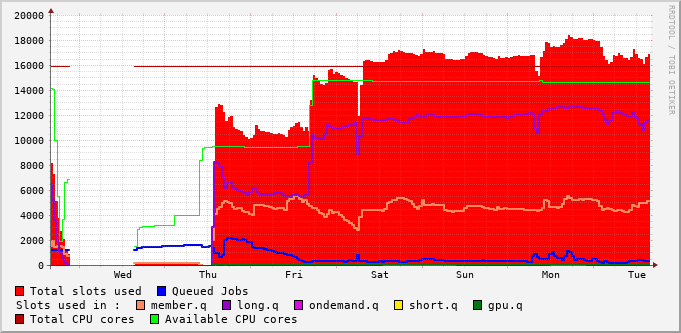 20000
18000
16000
14000
12000
10000
8000
6000
4000
2000
0
Wed Thu Fri Sat Sun Mon Tue
Total slots used Queued Jobs
Slots used in : member.q long.q ondemand.q short.q gpu.q
Total CPU cores Available CPU cores
RRDTOOL / TOBI OETIKER